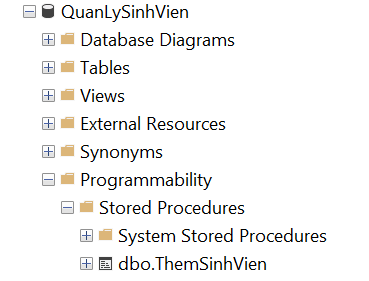 QuanLySinhVien
Database Diagrams
Tables
Views
External Resources
Synonyms
Programmability
Stored Procedures
System Stored Procedures
dbo.ThemSinhVien